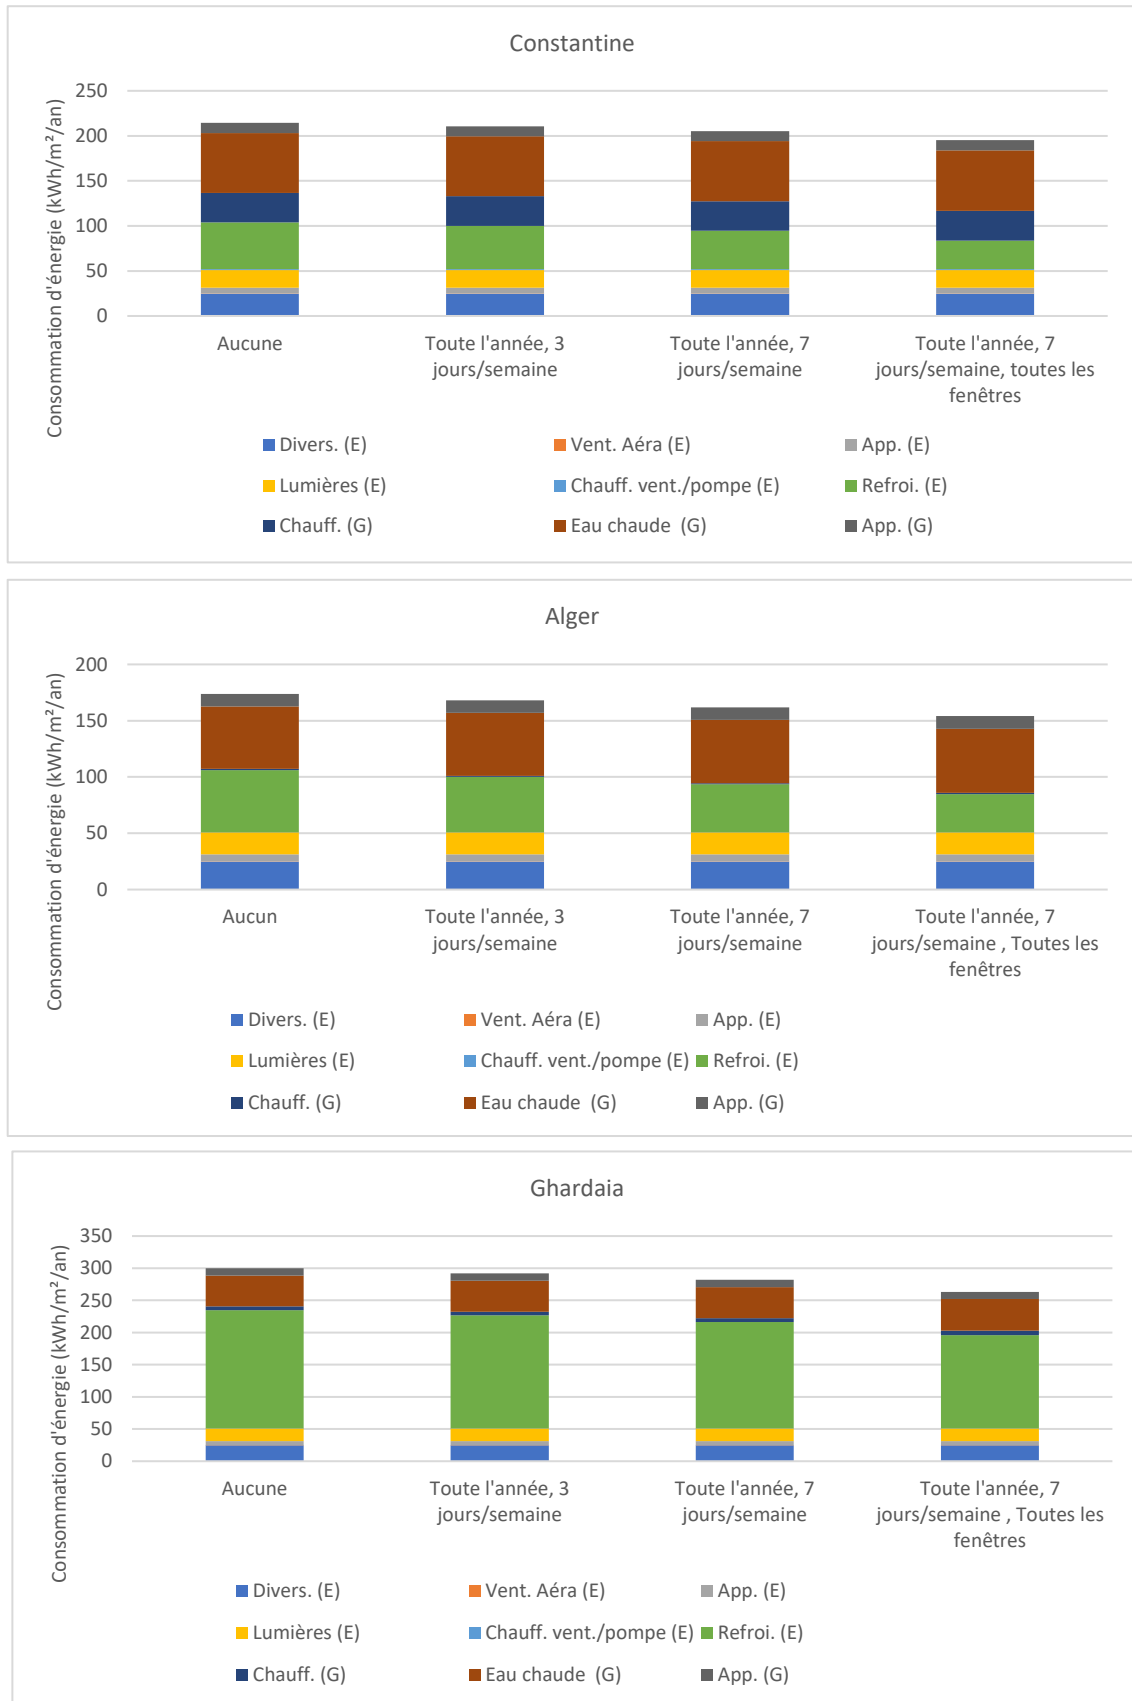 Constantine
Consommation d'énergie (kWh/m²/an)
250
200
150
100
50
0
Aucune
Toute l'année, 3
jours/semaine
Toute l'année, 7
jours/semaine
Toute l'année, 7
jours/semaine, toutes les
fenêtres
Divers. (E)
Vent. Aéra (E)
App. (E)
Lumières (E)
Chauff. vent./pompe (E)
Refroi. (E)
Chauff. (G)
Eau chaude (G)
App. (G)
Alger
Consommation d'énergie (kWh/m²/an)
200
150
100
50
0
Aucun
Toute l'année, 3
jours/semaine
Toute l'année, 7
jours/semaine
Toute l'année, 7
jours/semaine , Toutes les
fenêtres
Divers. (E)
Vent. Aéra (E)
App. (E)
Lumières (E)
Chauff. vent./pompe (E)
Refroi. (E)
Chauff. (G)
Eau chaude (G)
App. (G)
Ghardaia
Consommation d'énergie (kWh/m²/an)
350
300
250
200
150
100
50
0
Aucune
Toute l'année, 3
jours/semaine
Toute l'année, 7
jours/semaine
Toute l'année, 7
jours/semaine , Toutes les
fenêtres
Divers. (E)
Vent. Aéra (E)
App. (E)
Lumières (E)
Chauff. vent./pompe (E)
Refroi. (E)
Chauff. (G)
Eau chaude (G)
App. (G)